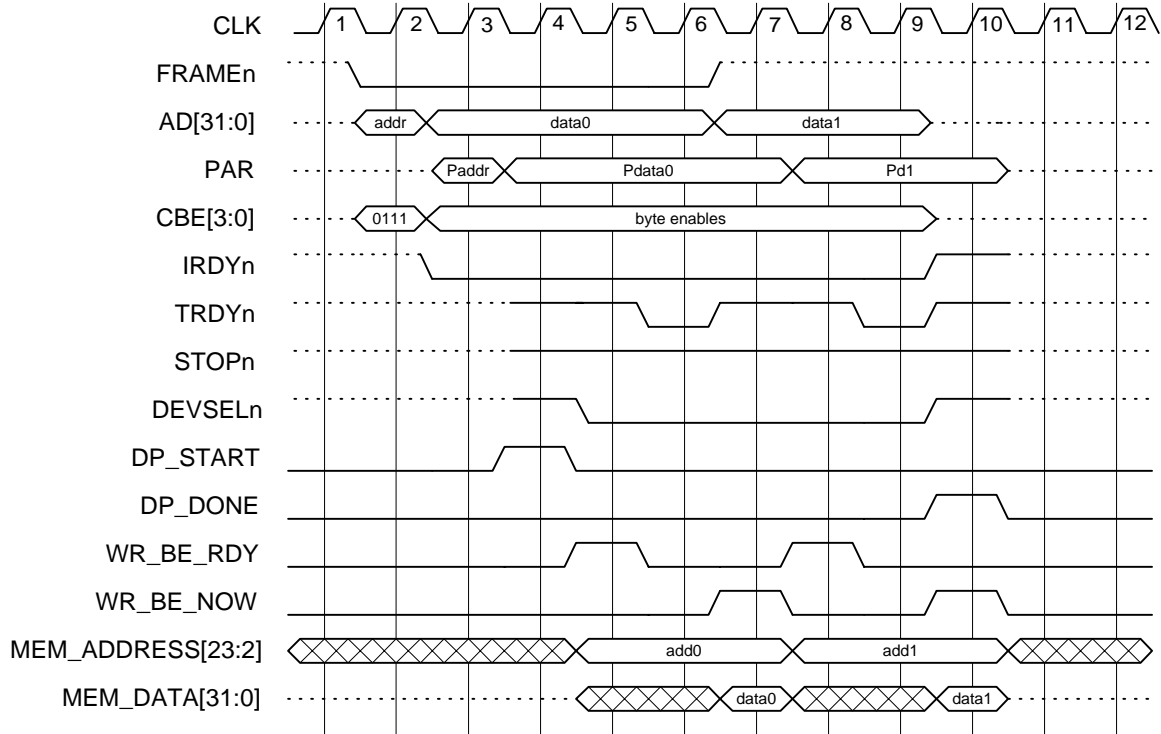 CLK 1 2 3 4 5 6 7 8 9 10 11 12
FRAMEn
AD[31:0] addr data0 data1
PAR Paddr Pdata0 Pd1
CBE[3:0] 0111 byte enables
IRDYn
TRDYn
STOPn
DEVSELn
DP_START
DP_DONE
WR_BE_RDY
WR_BE_NOW
MEM_ADDRESS[23:2] add0 add1
MEM_DATA[31:0] data0 data1